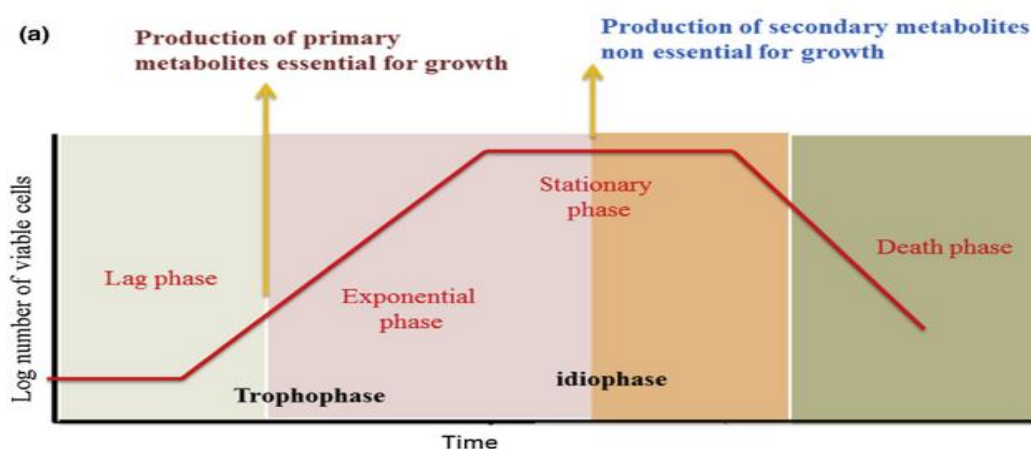 (a)
Production of primary
metabolites essential for growth
Production of secondary metabolites
non essential for growth
Log number of viable cells
Lag phase
Exponential
phase
Stationary
phase
Death phase
Trophophase
idiophase
Time